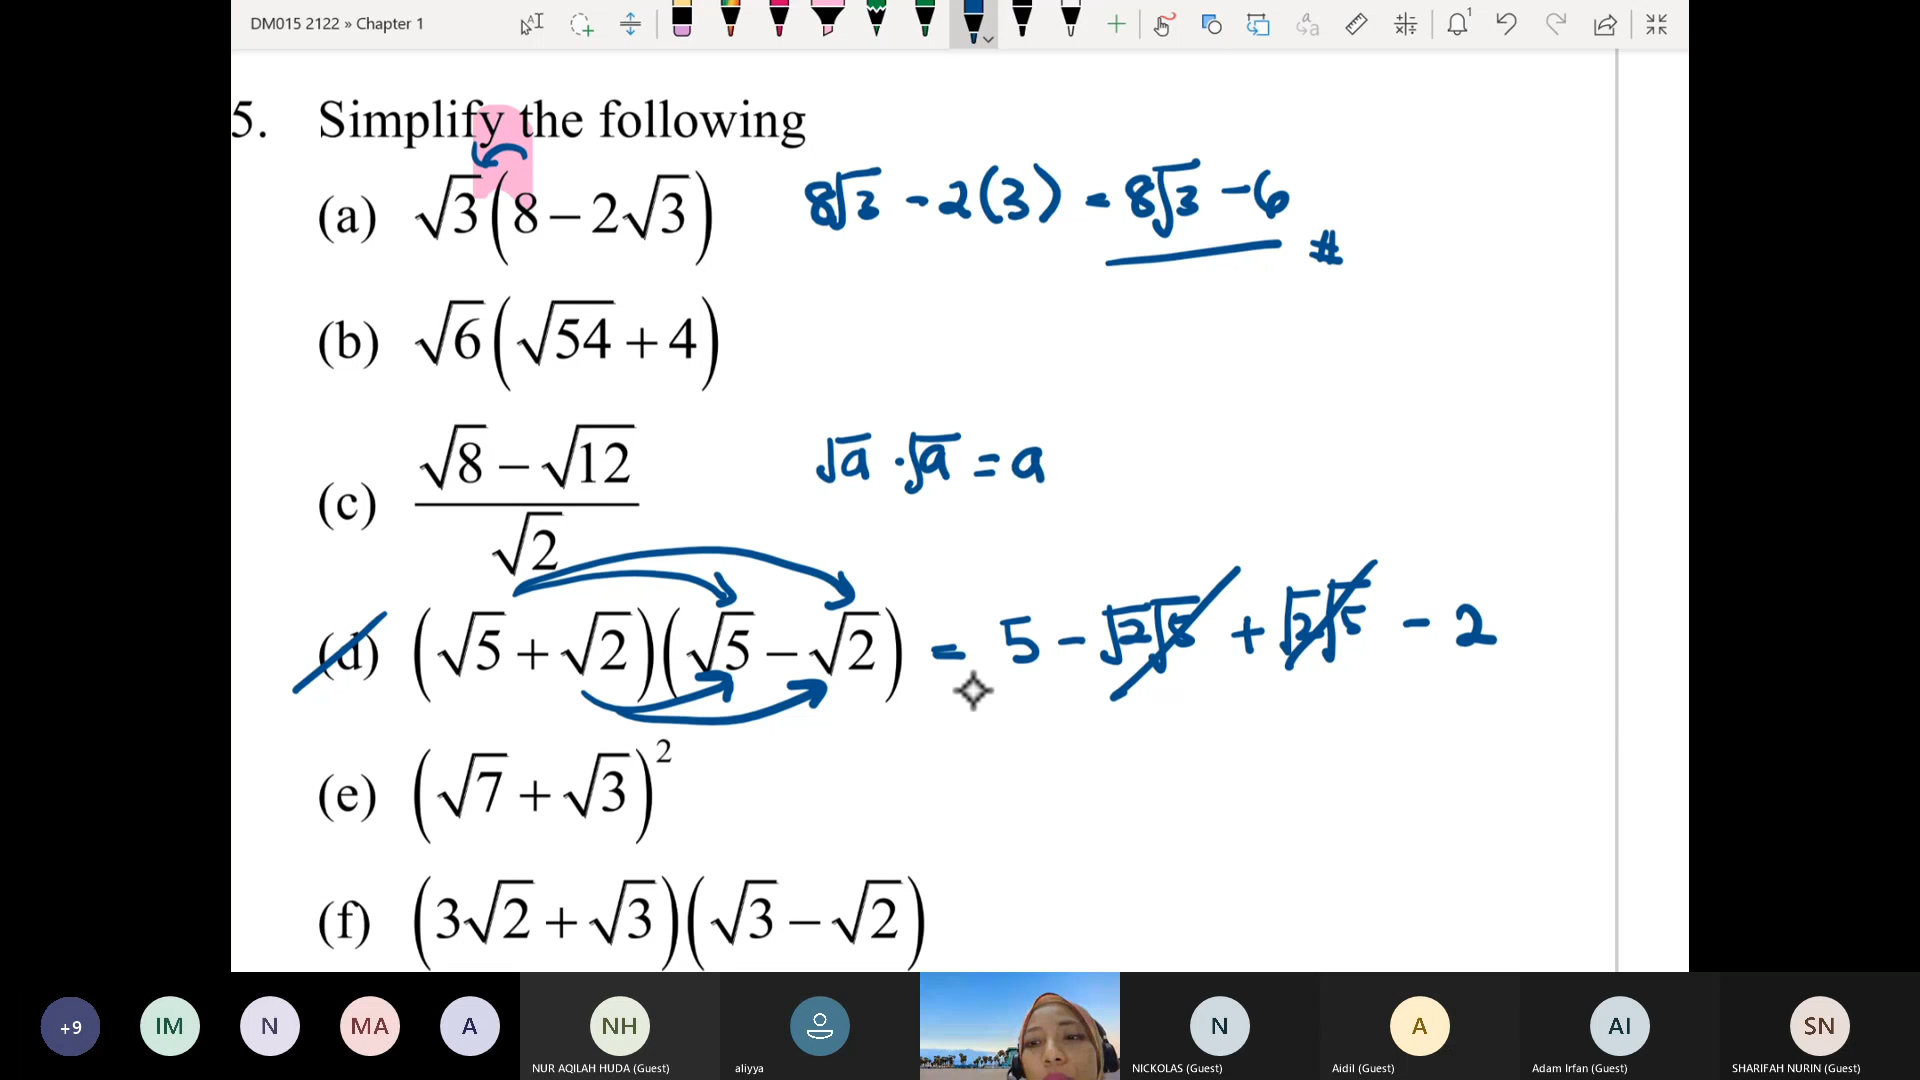 DM015 2122 » Chapter 1
1
5. Simplify the following
(a) √3(8 − 2√3) 8√3 - 2(3) = 8√3 - 6 #
(b) √6(√54 + 4)
(c) (√8 − √12)/√2 √a · √a = a
(d) (√5 + √2)(√5 − √2) = 5 - √2√5 + √2√5 - 2
(e) (√7 + √3)²
(f) (3√2 + √3)(√3 − √2)
+9 IM N MA A NH N A AI SN
NUR AQILAH HUDA (Guest) aliyya NICKOLAS (Guest) Aidil (Guest) Adam Irfan (Guest) SHARIFAH NURIN (Guest)